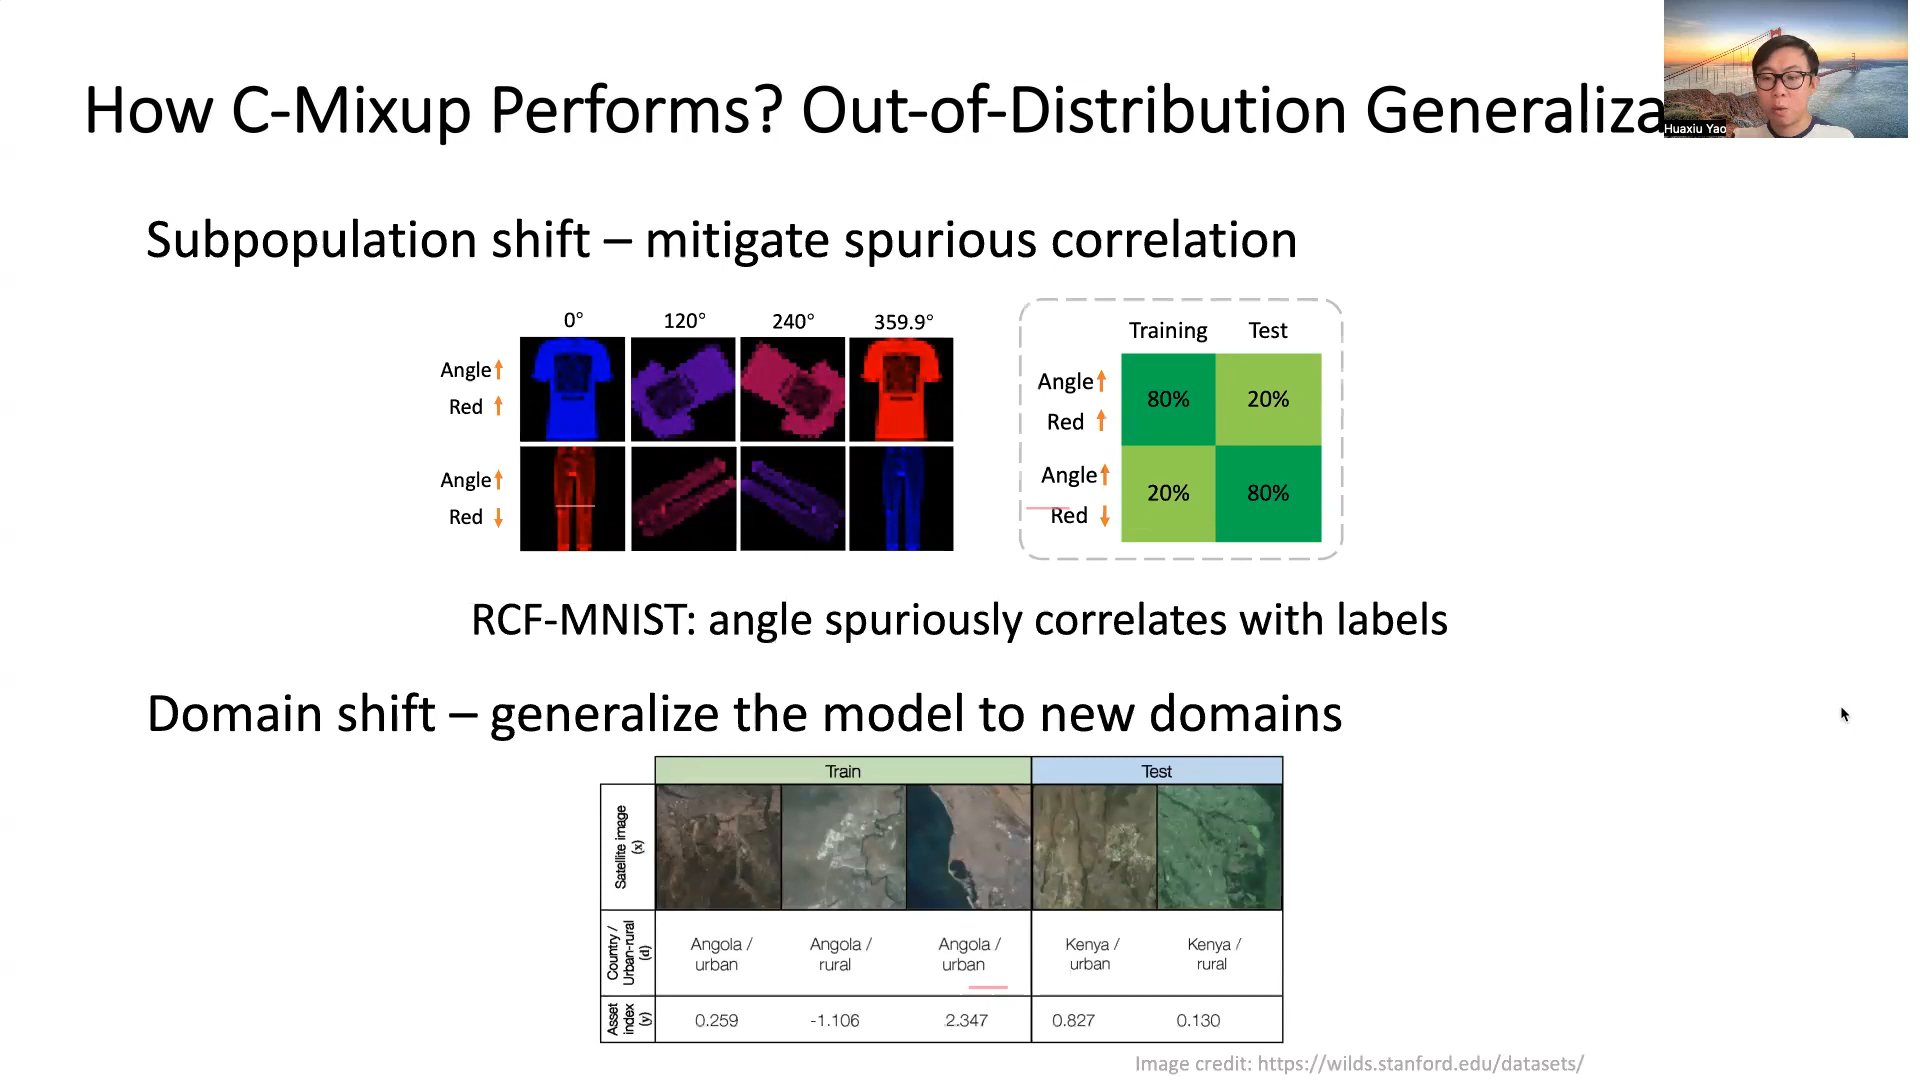 How C-Mixup Performs? Out-of-Distribution Generaliza
Huaxiu Yao
Subpopulation shift – mitigate spurious correlation
0° 120° 240° 359.9°
Angle↑
Red ↑
Angle↑
Red ↓
Training Test
Angle↑
Red ↑
80% 20%
Angle↑
Red ↓
20% 80%
RCF-MNIST: angle spuriously correlates with labels
Domain shift – generalize the model to new domains
Train Test
Satellite image
(x)
Country /
Urban-rural
(d)
Angola /
urban
Angola /
rural
Angola /
urban
Kenya /
urban
Kenya /
rural
Asset
index
(y)
0.259 -1.106 2.347 0.827 0.130
Image credit: https://wilds.stanford.edu/datasets/